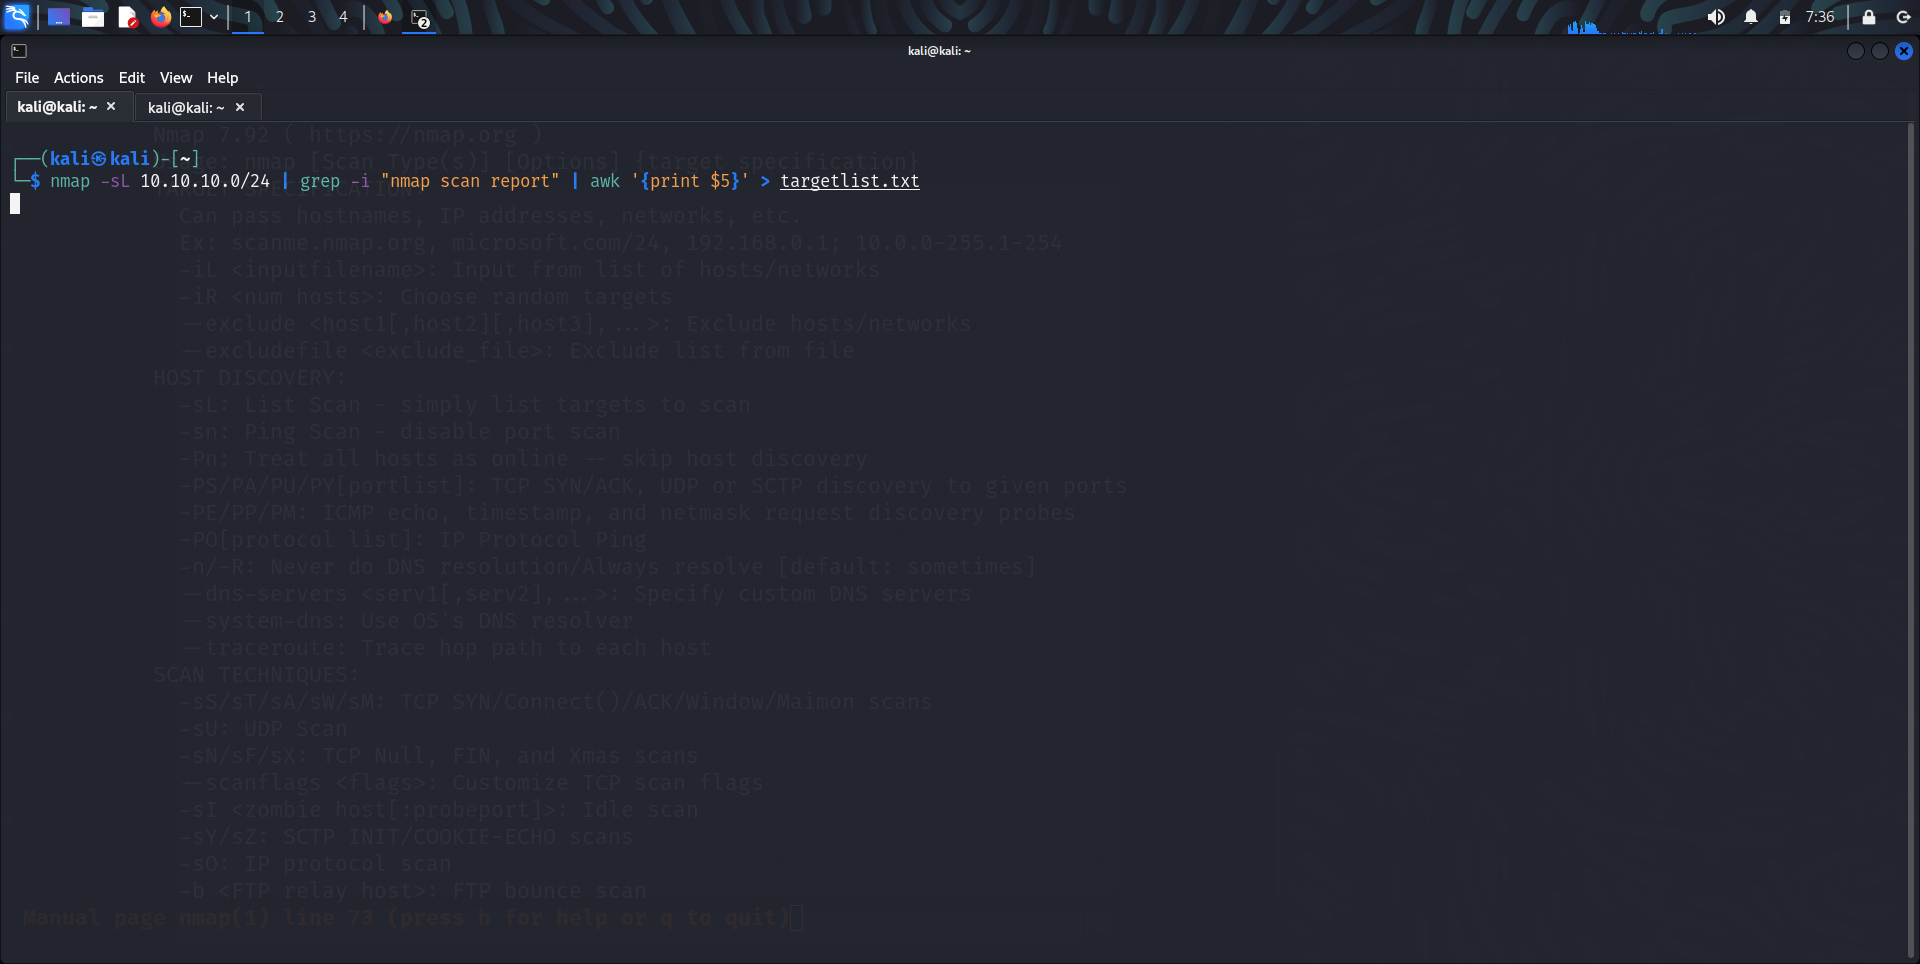 1 2 3 4 2 7:36
kali@kali: ~
File Actions Edit View Help
kali@kali: ~ × kali@kali: ~ ×
Nmap 7.92 ( https://nmap.org )
┌──(kali㉿kali)-[~]
nmap [Scan Type(s)] [Options] {target specification}
└─$ nmap -sL 10.10.10.0/24 | grep -i "nmap scan report" | awk '{print $5}' > targetlist.txt
Can pass hostnames, IP addresses, networks, etc.
Ex: scanme.nmap.org, microsoft.com/24, 192.168.0.1; 10.0.0-255.1-254
-iL <inputfilename>: Input from list of hosts/networks
-iR <num hosts>: Choose random targets
--exclude <host1[,host2][,host3],...>: Exclude hosts/networks
--excludefile <exclude_file>: Exclude list from file
HOST DISCOVERY:
-sL: List Scan - simply list targets to scan
-sn: Ping Scan - disable port scan
-Pn: Treat all hosts as online -- skip host discovery
-PS/PA/PU/PY[portlist]: TCP SYN/ACK, UDP or SCTP discovery to given ports
-PE/PP/PM: ICMP echo, timestamp, and netmask request discovery probes
-PO[protocol list]: IP Protocol Ping
-n/-R: Never do DNS resolution/Always resolve [default: sometimes]
--dns-servers <serv1[,serv2],...>: Specify custom DNS servers
--system-dns: Use OS's DNS resolver
--traceroute: Trace hop path to each host
SCAN TECHNIQUES:
-sS/sT/sA/sW/sM: TCP SYN/Connect()/ACK/Window/Maimon scans
-sU: UDP Scan
-sN/sF/sX: TCP Null, FIN, and Xmas scans
--scanflags <flags>: Customize TCP scan flags
-sI <zombie host[:probeport]>: Idle scan
-sY/sZ: SCTP INIT/COOKIE-ECHO scans
-sO: IP protocol scan
-b <FTP relay host>: FTP bounce scan
Manual page nmap(1) line 73 (press h for help or q to quit)